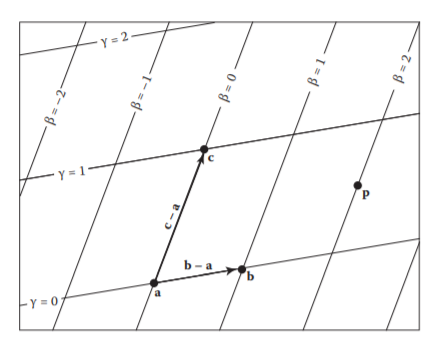 γ = 2
β = –2
β = –1
β = 0
β = 1
β = 2
c
γ = 1
p
c – a
b – a
b
a
γ = 0